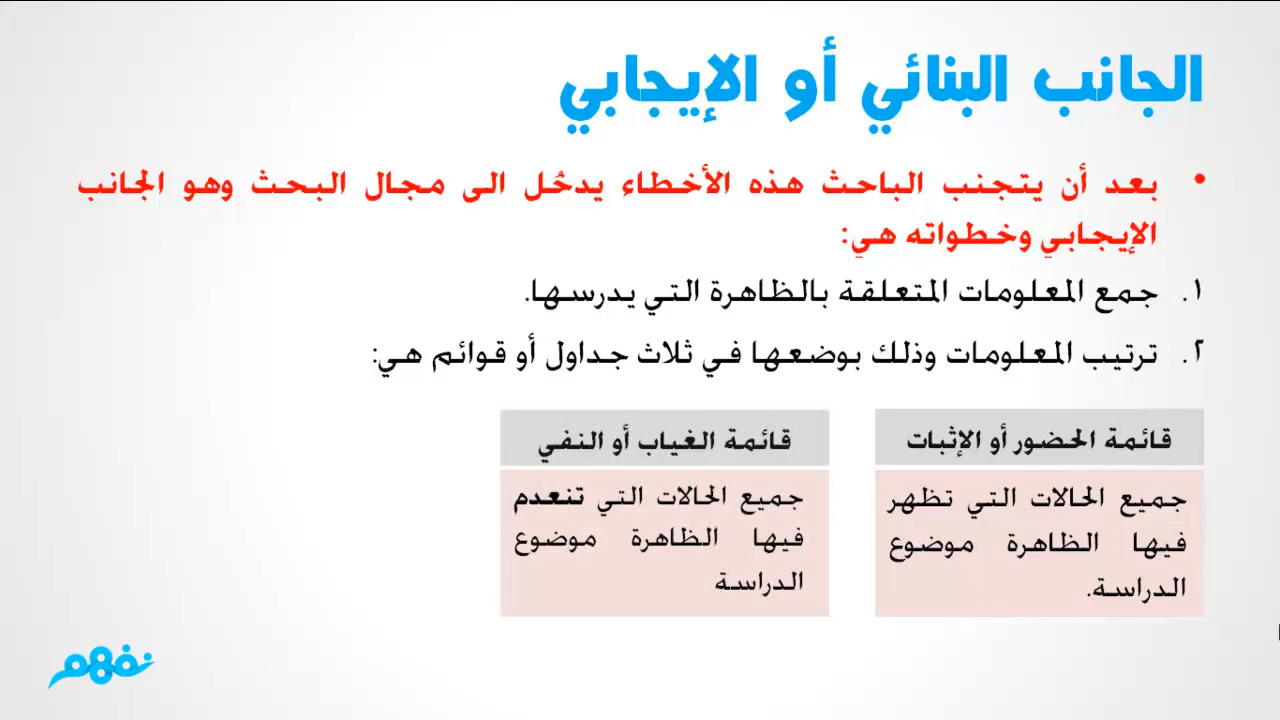 الجانب البنائي أو الإيجابي
• بعد أن يتجنب الباحث هذه الأخطاء يدخُل الى مجال البحث وهو الجانب
الإيجابي وخطواته هي:
١. جمع المعلومات المتعلقة بالظاهرة التي يدرسها.
٢. ترتيب المعلومات وذلك بوضعها في ثلاث جداول أو قوائم هي:
قائمة الحضور أو الإثبات
جميع الحالات التي تظهر
فيها الظاهرة موضوع
الدراسة.
قائمة الغياب أو النفي
جميع الحالات التي تنعدم
فيها الظاهرة موضوع
الدراسة
نفهم